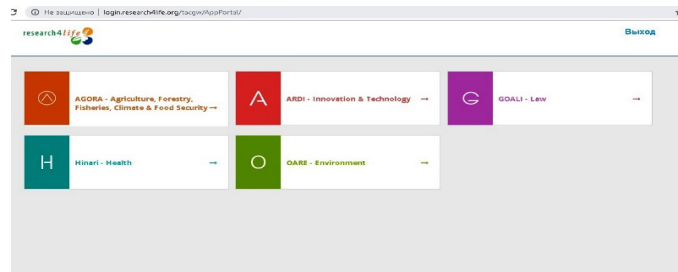 Не защищено | login.research4life.org/tacgw/AppPortal/
research4life
Выход
AGORA - Agriculture, Forestry,
Fisheries, Climate & Food Security →
A
ARDI - Innovation & Technology →
G
GOALI - Law →
H
Hinari - Health →
O
OARE - Environment →